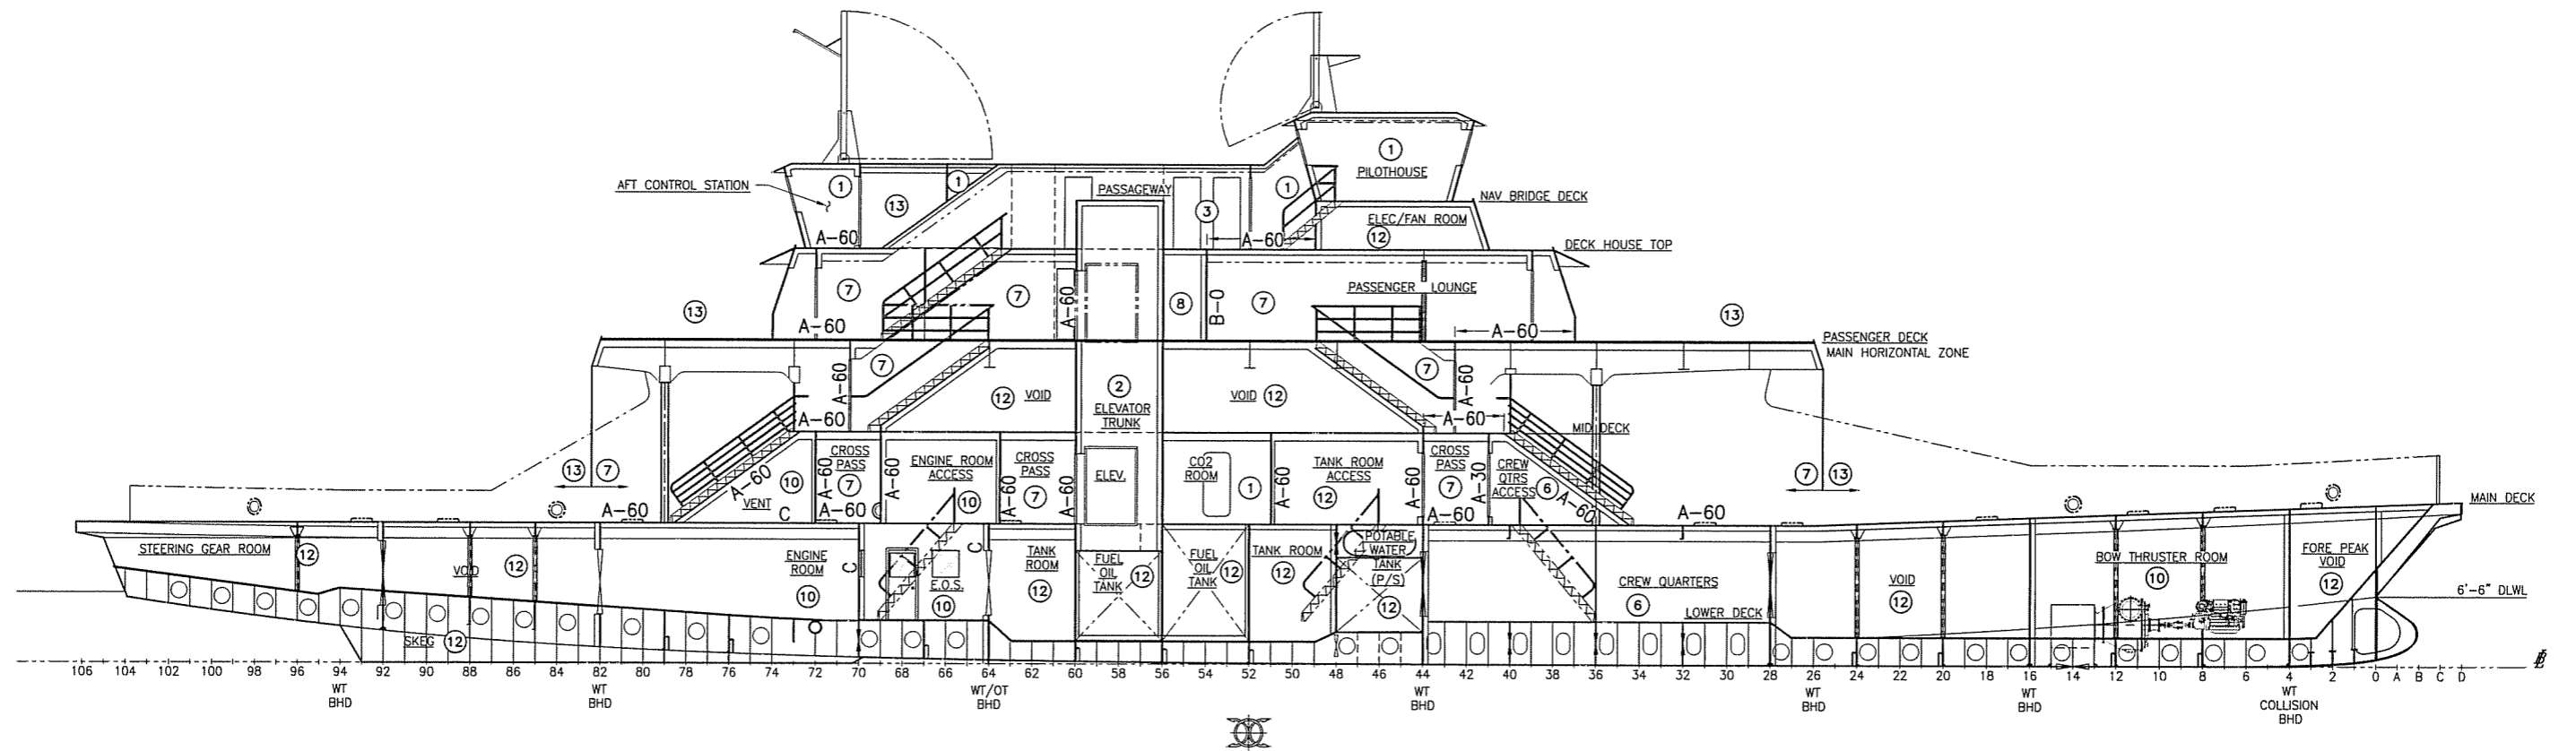 1
PILOTHOUSE
AFT CONTROL STATION
1
1
PASSAGEWAY
1
NAV BRIDGE DECK
13
3
ELEC/FAN ROOM
12
A-60
A-60
DECK HOUSE TOP
7
7
A-60
8
B-0
7
PASSENGER LOUNGE
13
A-60
A-60
13
PASSENGER DECK
MAIN HORIZONTAL ZONE
7
A-60
A-60
12
VOID
2
ELEVATOR
TRUNK
VOID
12
7
A-60
A-60
MID DECK
13
7
A-60
VENT
10
C
A-60
CROSS
PASS
7
A-60
A-60
ENGINE ROOM
ACCESS
10
A-60
CROSS
PASS
7
A-60
ELEV.
CO2
ROOM
1
A-60
TANK ROOM
ACCESS
12
A-60
CROSS
PASS
7
A-60
A-30
CREW
QTRS
ACCESS
6
A-60
A-60
7
13
MAIN DECK
A-60
STEERING GEAR ROOM
12
VOID
12
ENGINE
ROOM
10
C
C
E.O.S.
10
TANK
ROOM
12
FUEL
OIL
TANK
12
FUEL
OIL
TANK
12
TANK ROOM
12
POTABLE
WATER
TANK
(P/S)
12
CREW QUARTERS
6
LOWER DECK
VOID
12
BOW THRUSTER ROOM
10
FORE PEAK
VOID
12
6'-6" DLWL
SKEG
12
106 104 102 100 98 96 94 92 90 88 86 84 82 80 78 76 74 72 70 68 66 64 62 60 58 56 54 52 50 48 46 44 42 40 38 36 34 32 30 28 26 24 22 20 18 16 14 12 10 8 6 4 2 0 A B C D
WT
BHD
WT
BHD
WT/OT
BHD
WT
BHD
WT
BHD
WT
BHD
WT
COLLISION
BHD